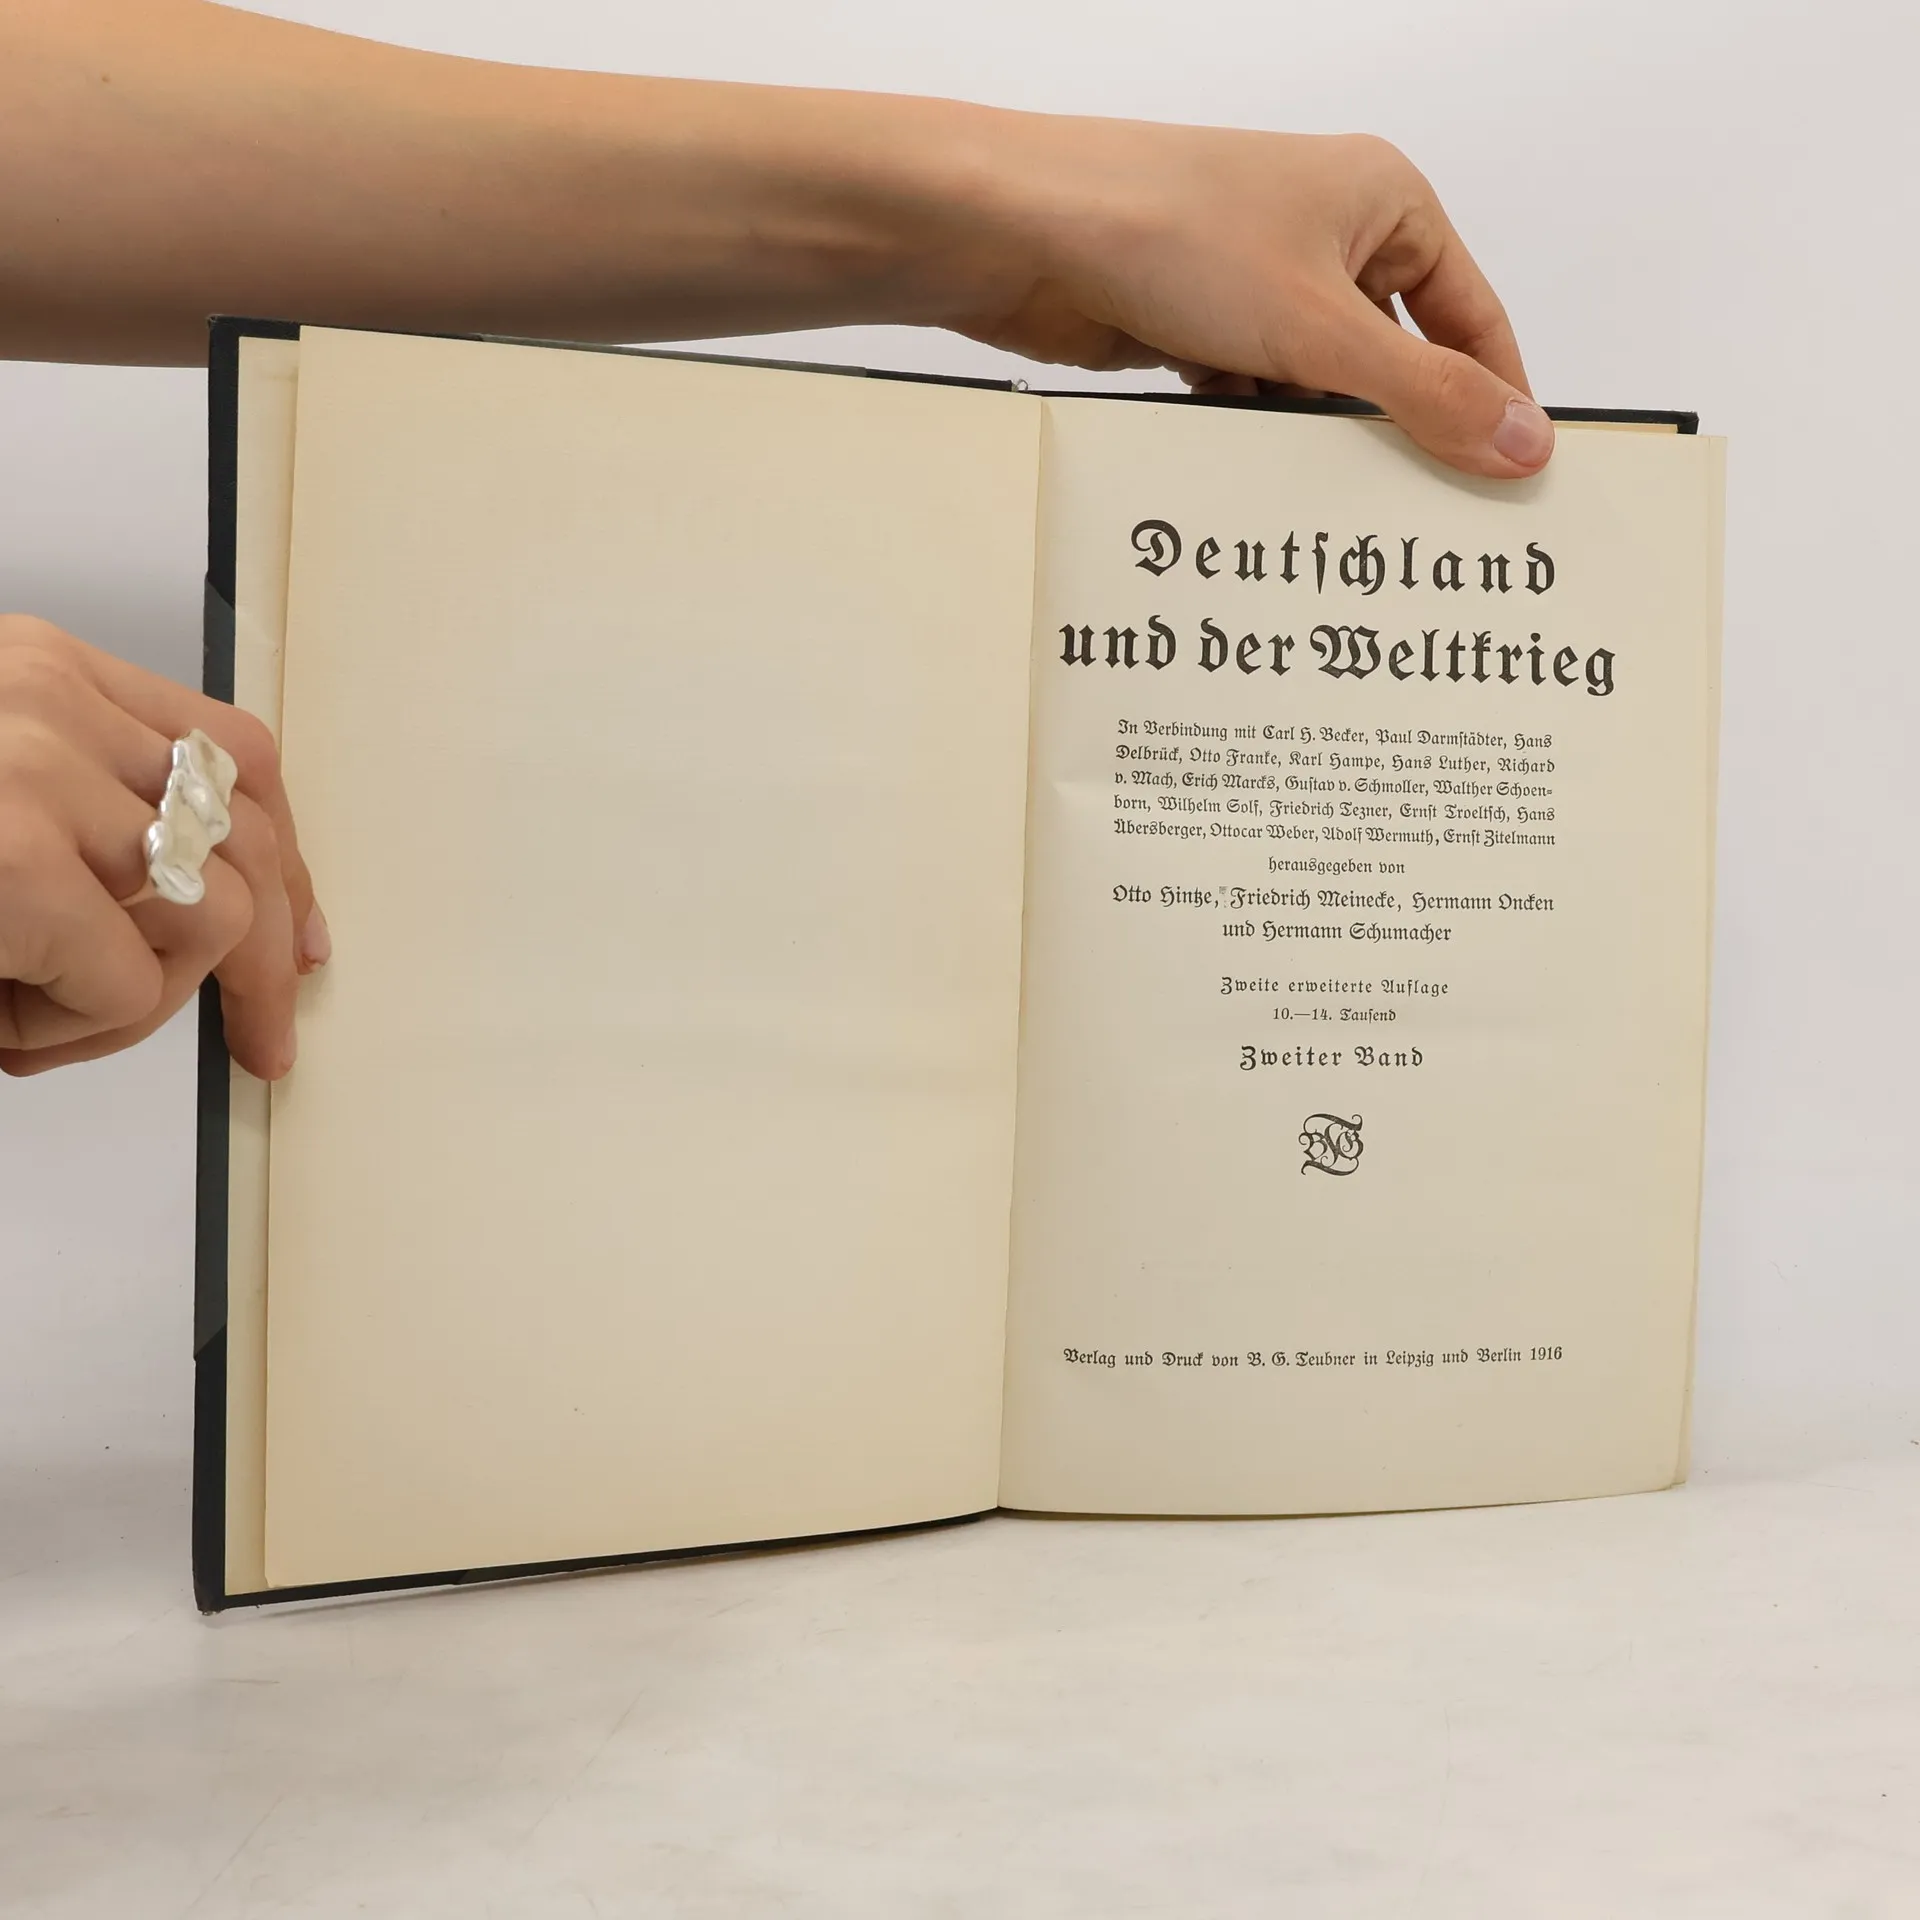 Deutschland
und der Weltkrieg
In Verbindung mit Carl H. Becker, Paul Darmstädter, Hans
Delbrück, Otto Franke, Karl Hampe, Hans Luther, Richard
v. Mach, Erich Marcks, Gustav v. Schmoller, Walther Schoen-
born, Wilhelm Solf, Friedrich Tezner, Ernst Troeltsch, Hans
Übersberger, Ottocar Weber, Adolf Wermuth, Ernst Zitelmann
herausgegeben von
Otto Hintze, Friedrich Meinecke, Hermann Oncken
und Hermann Schumacher
Zweite erweiterte Auflage
10.—14. Tausend
Zweiter Band
BTG
Verlag und Druck von B. G. Teubner in Leipzig und Berlin 1916